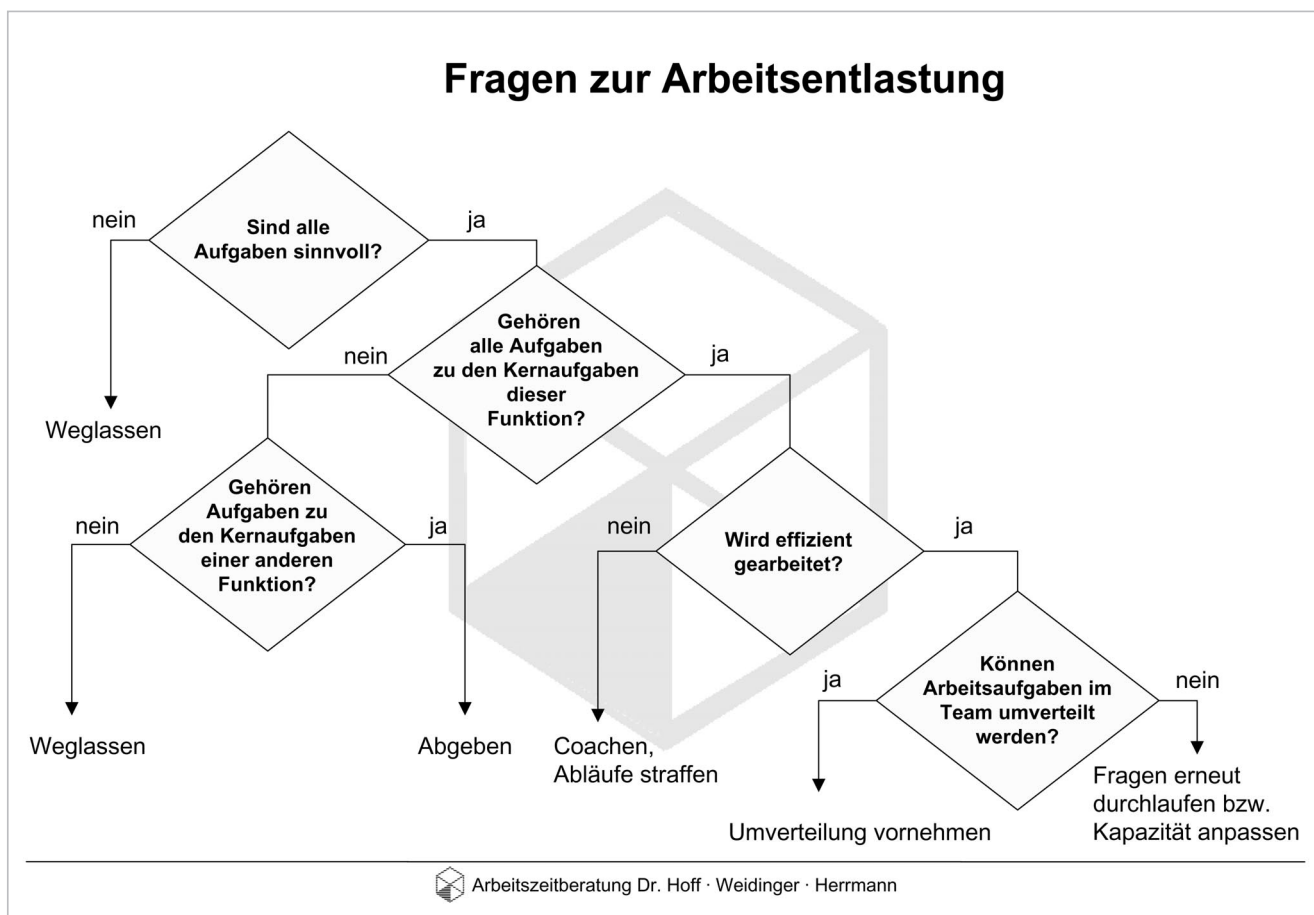 Fragen zur Arbeitsentlastung
nein
Sind alle
Aufgaben sinnvoll?
ja
Weglassen
nein
Gehören
alle Aufgaben
zu den Kernaufgaben
dieser
Funktion?
ja
nein
Gehören
Aufgaben zu
den Kernaufgaben
einer anderen
Funktion?
ja
nein
Wird effizient
gearbeitet?
ja
Weglassen
Abgeben
Coachen,
Abläufe straffen
ja
Können
Arbeitsaufgaben im
Team umverteilt
werden?
nein
Umverteilung vornehmen
Fragen erneut
durchlaufen bzw.
Kapazität anpassen
Arbeitszeitberatung Dr. Hoff · Weidinger · Herrmann